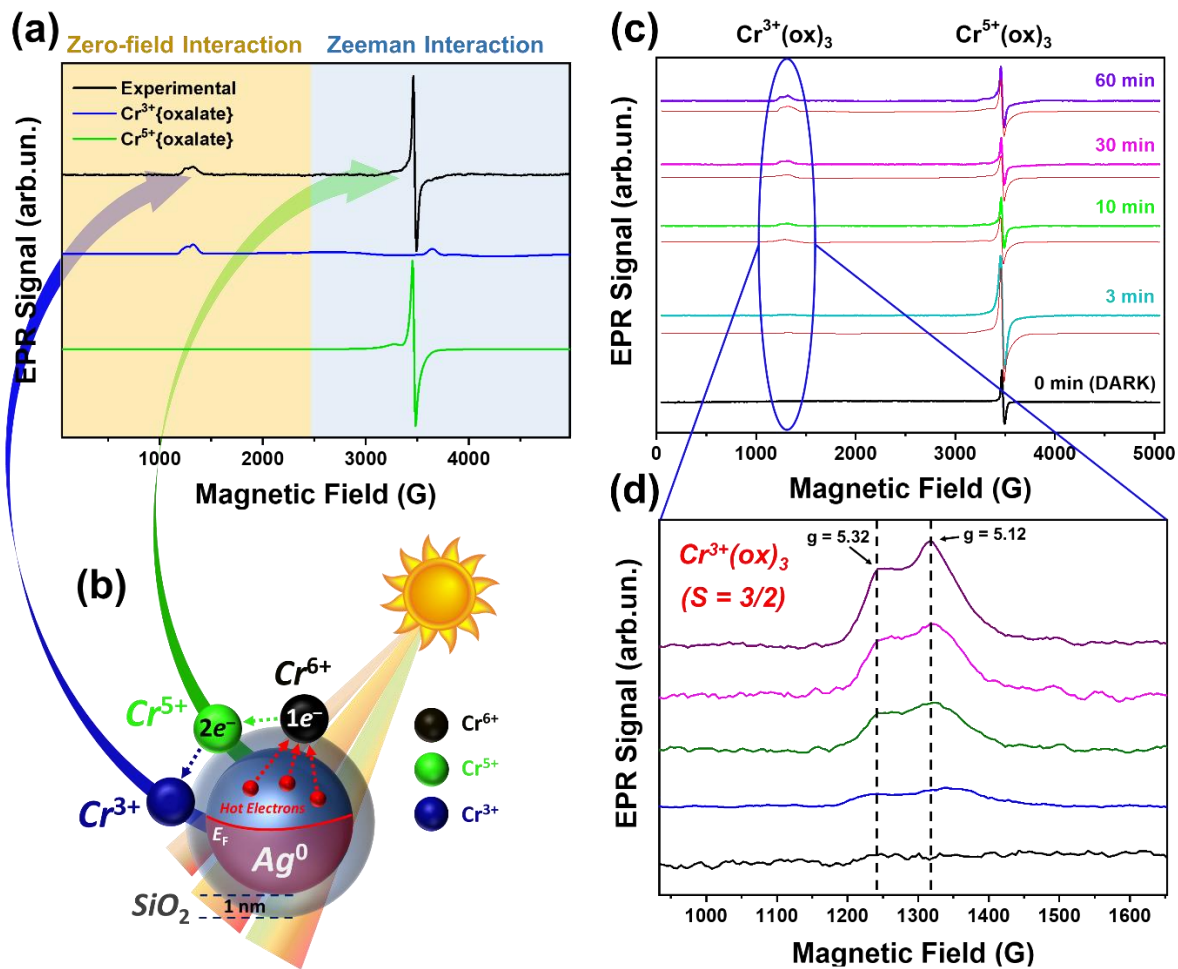 (a)
Zero-field Interaction
Zeeman Interaction
Experimental
Cr³⁺{oxalate}
Cr⁵⁺{oxalate}
EPR Signal (arb.un.)
1000 2000 3000 4000
Magnetic Field (G)
(b)
Cr⁶⁺
1e⁻
Cr⁵⁺
2e⁻
Cr³⁺
Hot Electrons
E_F
Ag⁰
SiO₂
1 nm
Cr⁶⁺
Cr⁵⁺
Cr³⁺
(c)
Cr³⁺(ox)₃
Cr⁵⁺(ox)₃
60 min
30 min
10 min
3 min
0 min (DARK)
EPR Signal (arb.un.)
0 1000 2000 3000 4000 5000
Magnetic Field (G)
(d)
g = 5.32
g = 5.12
Cr³⁺(ox)₃
(S = 3/2)
EPR Signal (arb.un.)
1000 1100 1200 1300 1400 1500 1600
Magnetic Field (G)